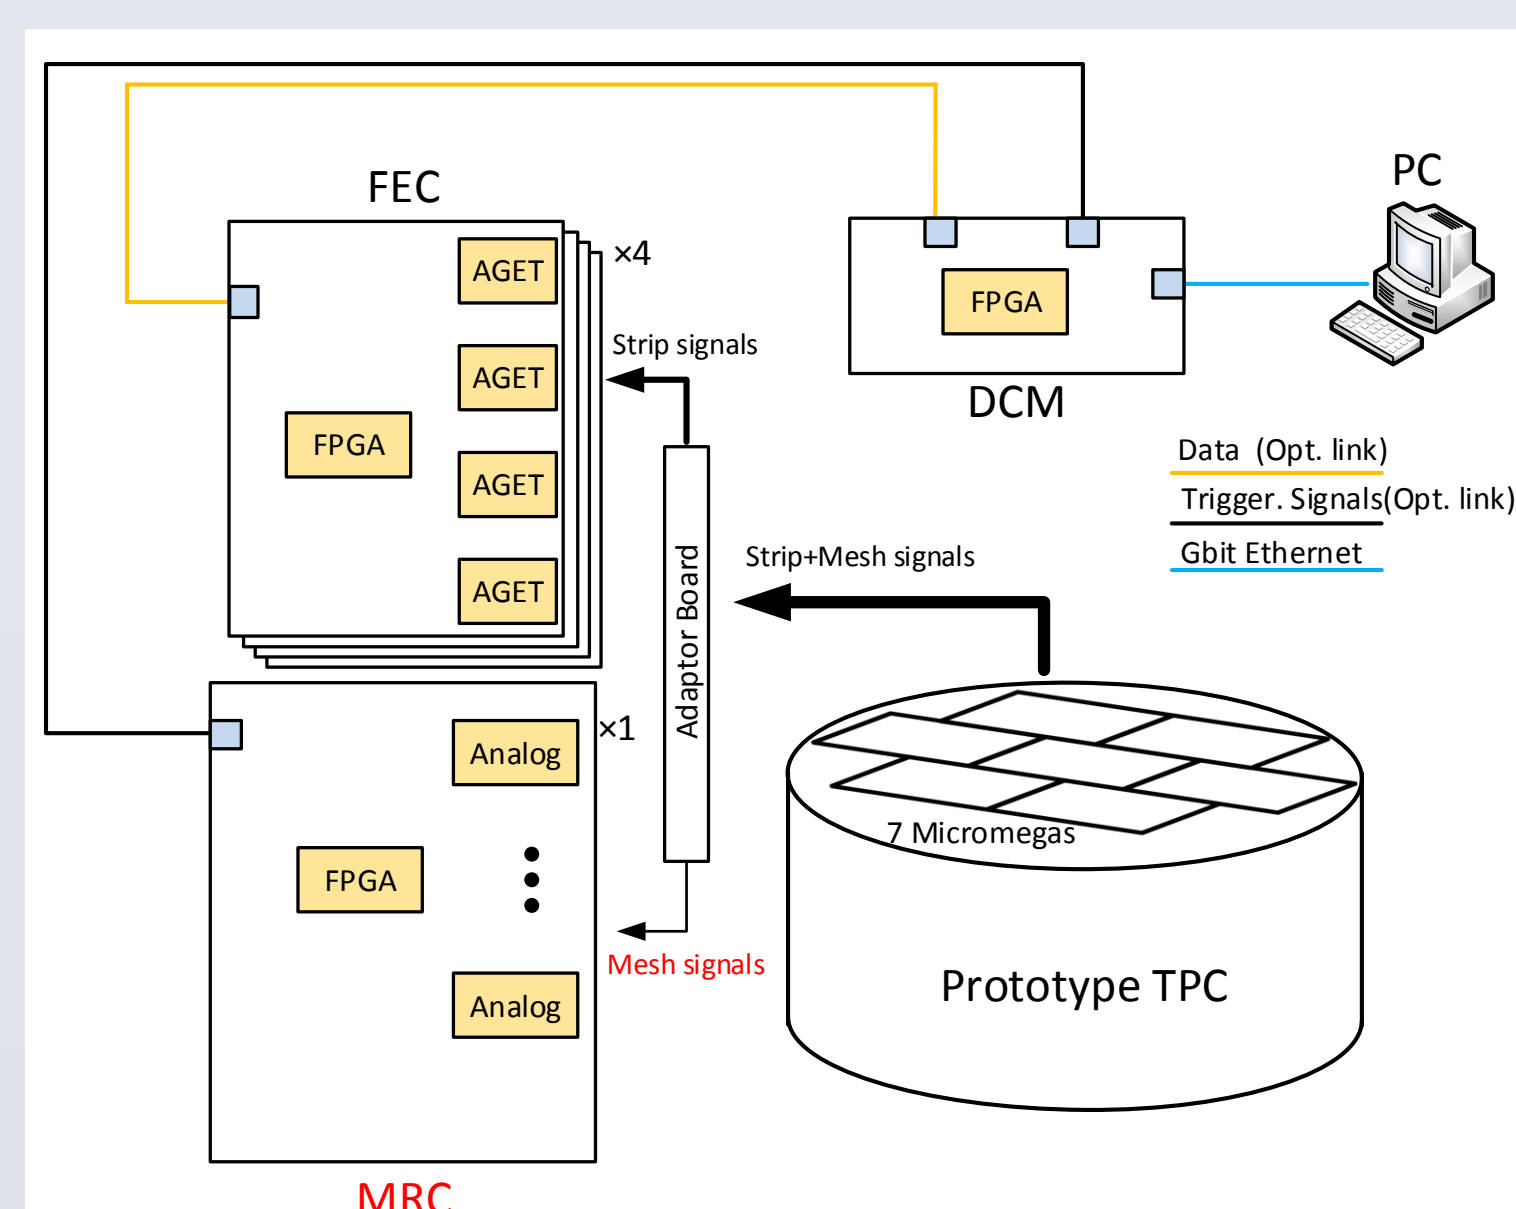 FEC
PC
×4
AGET
FPGA
Strip signals
AGET
DCM
FPGA
Data (Opt. link)
AGET
Trigger. Signals(Opt. link)
Gbit Ethernet
Strip+Mesh signals
AGET
Adaptor Board
×1
Analog
7 Micromegas
FPGA
Mesh signals
Prototype TPC
Analog
MRC